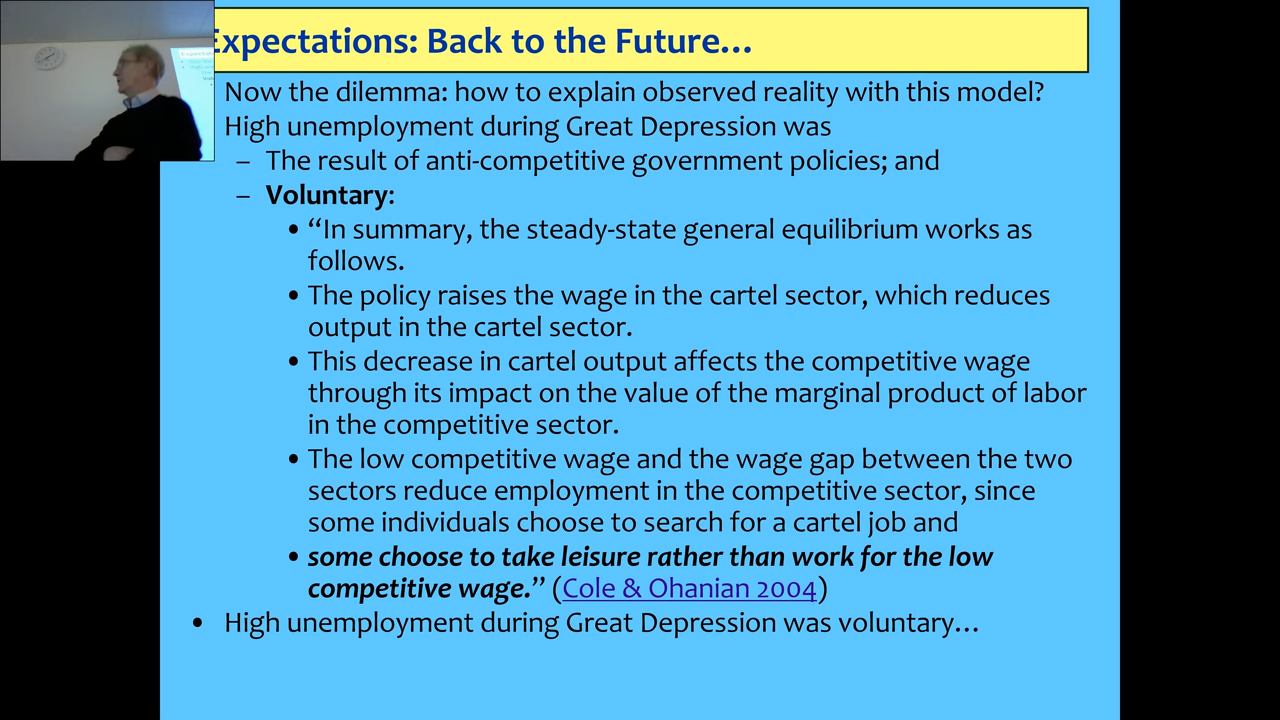 Expectations: Back to the Future…
Now the dilemma: how to explain observed reality with this model?
High unemployment during Great Depression was
– The result of anti-competitive government policies; and
– Voluntary:
• “In summary, the steady-state general equilibrium works as
follows.
• The policy raises the wage in the cartel sector, which reduces
output in the cartel sector.
• This decrease in cartel output affects the competitive wage
through its impact on the value of the marginal product of labor
in the competitive sector.
• The low competitive wage and the wage gap between the two
sectors reduce employment in the competitive sector, since
some individuals choose to search for a cartel job and
• some choose to take leisure rather than work for the low
competitive wage.” (Cole & Ohanian 2004)
• High unemployment during Great Depression was voluntary…